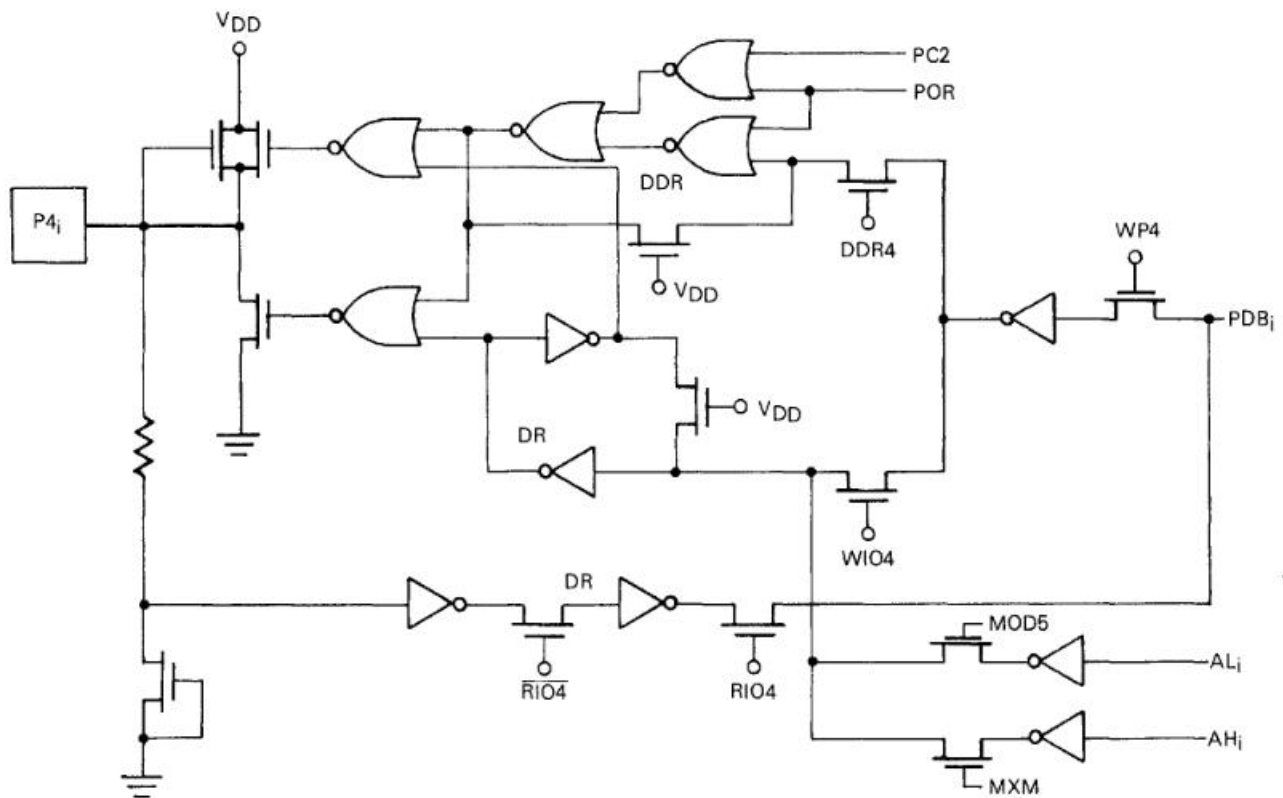 VDD
PC2
POR
DDR
P4i
DDR4
WP4
VDD
PDBi
VDD
DR
WIO4
DR
MOD5
ALi
RIO4
RIO4
AHi
MXM